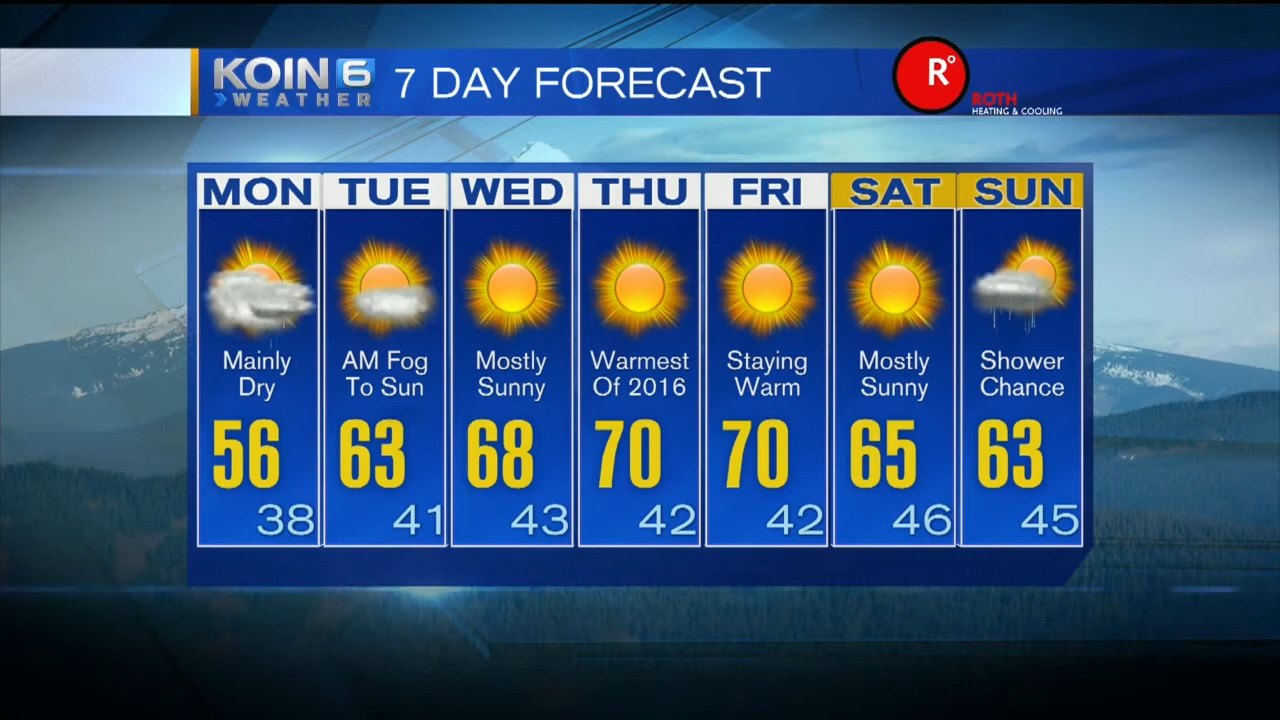 KOIN 6
WEATHER
7 DAY FORECAST
R°
ROTH
HEATING & COOLING
MON TUE WED THU FRI SAT SUN
Mainly Dry
AM Fog To Sun
Mostly Sunny
Warmest Of 2016
Staying Warm
Mostly Sunny
Shower Chance
56 63 68 70 70 65 63
38 41 43 42 42 46 45